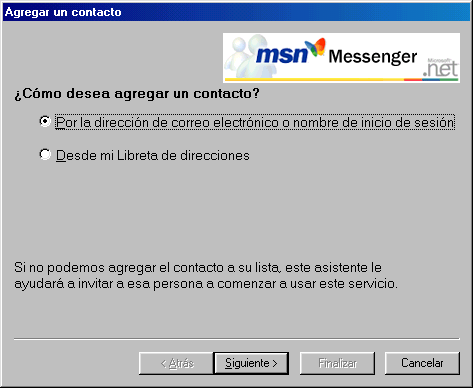 Agregar un contacto
msn Messenger
Microsoft
.net
¿Cómo desea agregar un contacto?
Por la dirección de correo electrónico o nombre de inicio de sesión
Desde mi Libreta de direcciones
Si no podemos agregar el contacto a su lista, este asistente le
ayudará a invitar a esa persona a comenzar a usar este servicio.
< Atrás Siguiente > Finalizar Cancelar